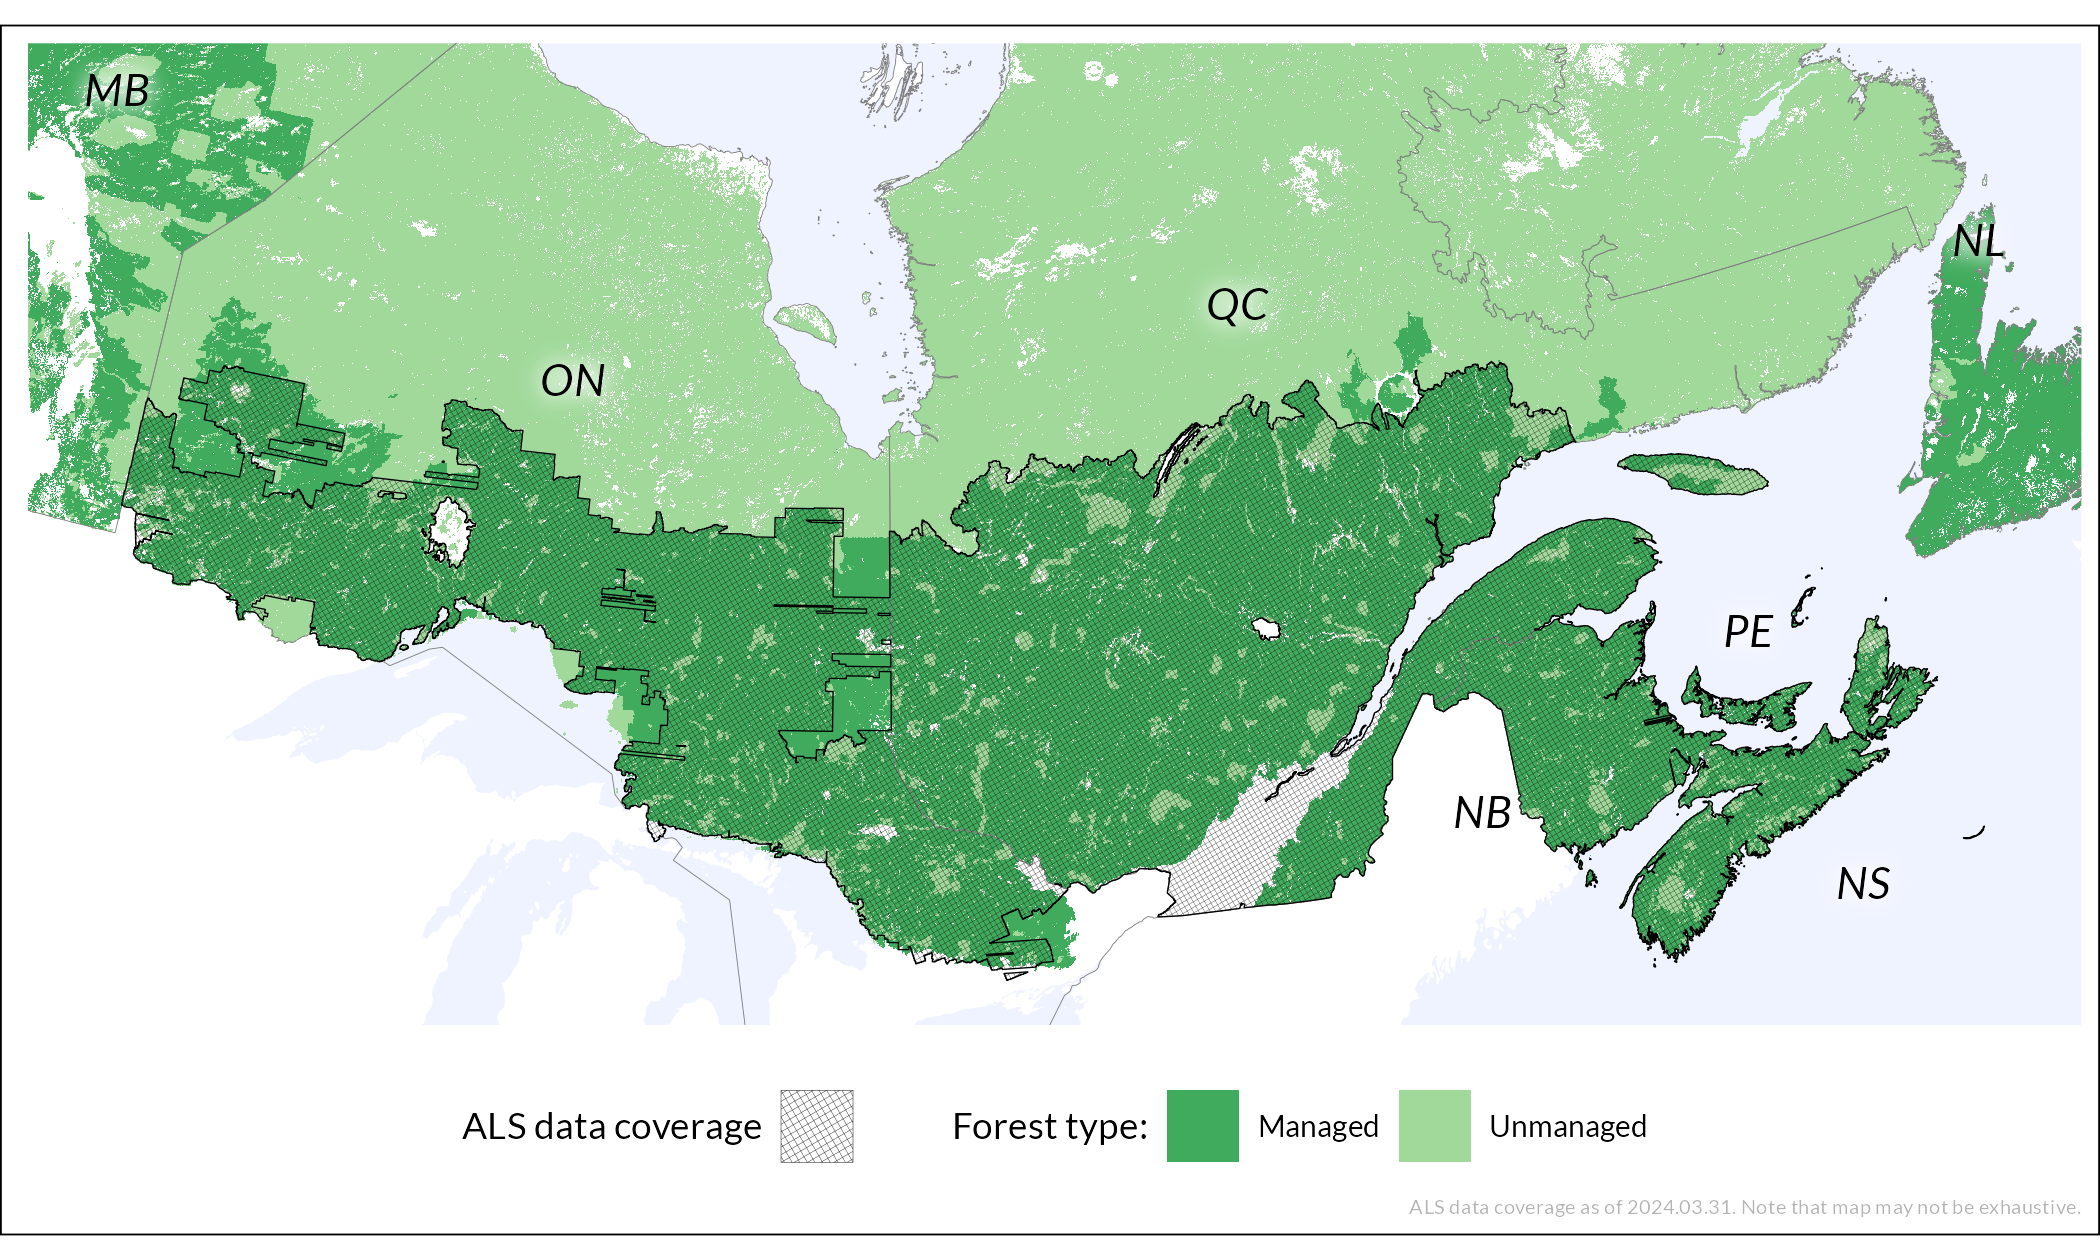 MB
NL
QC
ON
PE
NB
NS
ALS data coverage
Forest type:
Managed
Unmanaged
ALS data coverage as of 2024.03.31. Note that map may not be exhaustive.